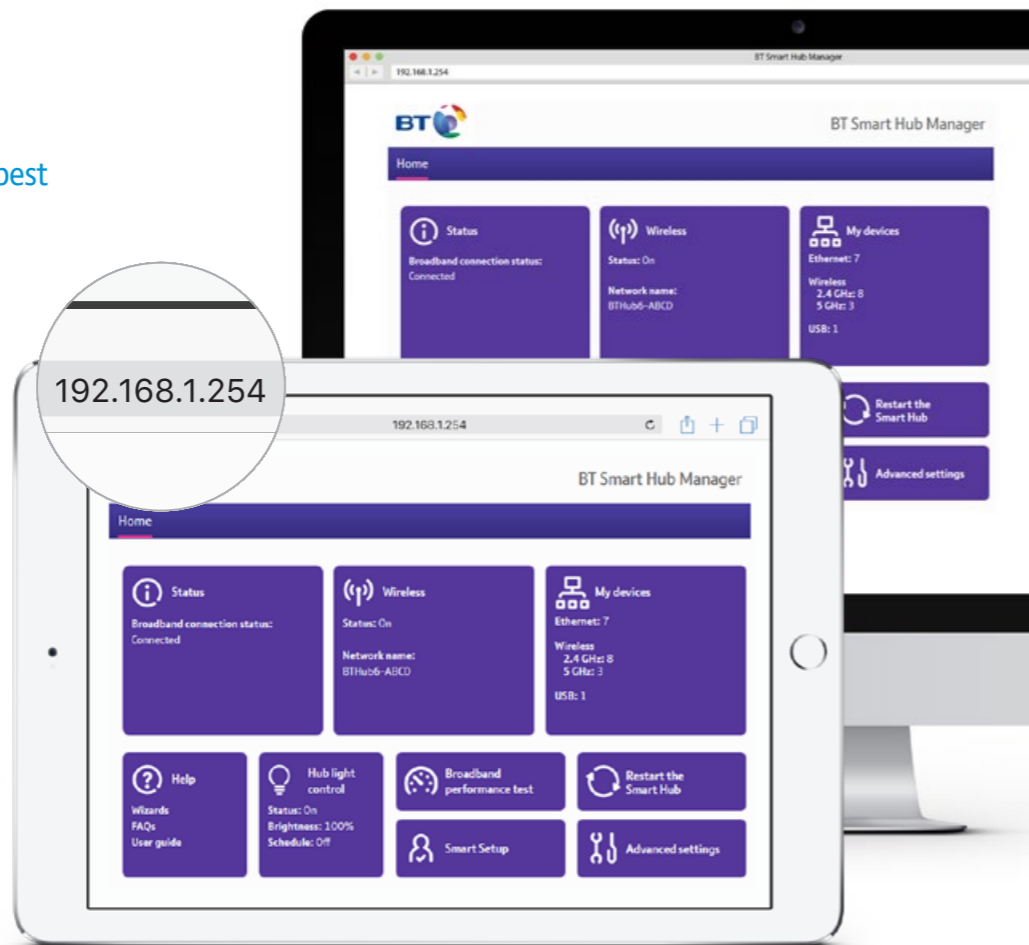 best
BT Smart Hub Manager
192.168.1.254
BT
BT Smart Hub Manager
Home
Status
Broadband connection status:
Connected
Wireless
Status: On
Network name:
BTHub6-ABCD
My devices
Ethernet: 7
Wireless
2.4 GHz: 8
5 GHz: 3
USB: 1
Restart the
Smart Hub
Advanced settings
192.168.1.254
192.168.1.254
BT Smart Hub Manager
Home
Status
Broadband connection status:
Connected
Wireless
Status: On
Network name:
BTHub6-ABCD
My devices
Ethernet: 7
Wireless
2.4 GHz: 8
5 GHz: 3
USB: 1
Help
Wizards
FAQs
User guide
Hub light
control
Status: On
Brightness: 100%
Schedule: Off
Broadband
performance test
Restart the
Smart Hub
Smart Setup
Advanced settings